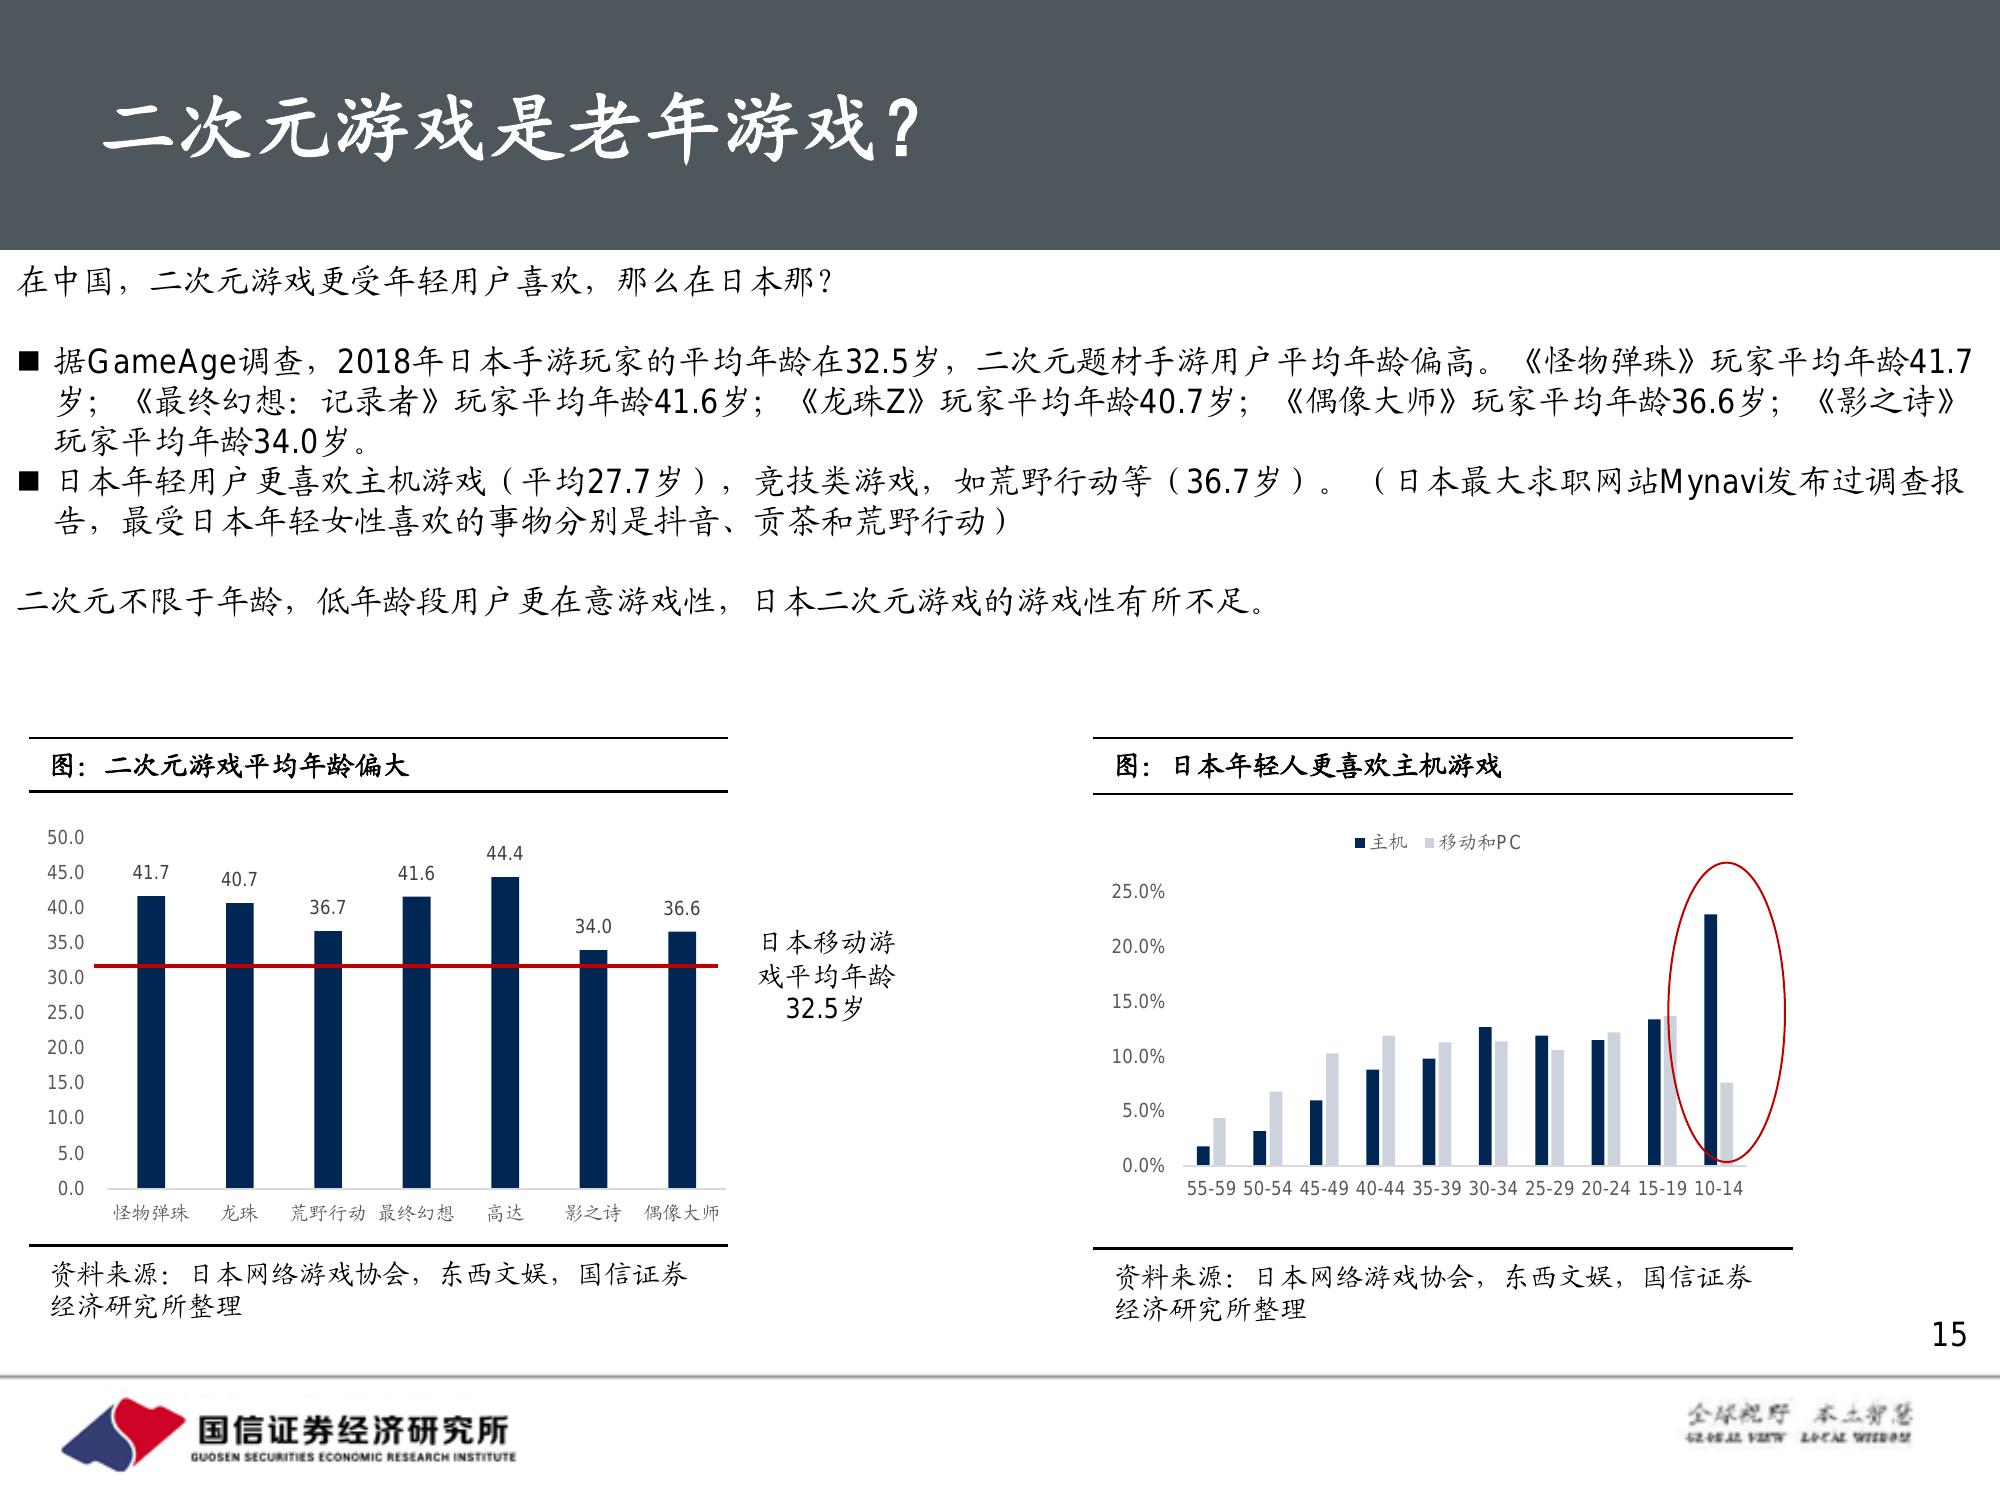 二次元游戏是老年游戏？
在中国，二次元游戏更受年轻用户喜欢，那么在日本那？
■ 据GameAge调查，2018年日本手游玩家的平均年龄在32.5岁，二次元题材手游用户平均年龄偏高。《怪物弹珠》玩家平均年龄41.7
岁；《最终幻想：记录者》玩家平均年龄41.6岁；《龙珠Z》玩家平均年龄40.7岁；《偶像大师》玩家平均年龄36.6岁；《影之诗》
玩家平均年龄34.0岁。
■ 日本年轻用户更喜欢主机游戏（平均27.7岁），竞技类游戏，如荒野行动等（36.7岁）。（日本最大求职网站Mynavi发布过调查报
告，最受日本年轻女性喜欢的事物分别是抖音、贡茶和荒野行动）
二次元不限于年龄，低年龄段用户更在意游戏性，日本二次元游戏的游戏性有所不足。
图：二次元游戏平均年龄偏大
50.0
45.0
40.0
35.0
30.0
25.0
20.0
15.0
10.0
5.0
0.0
41.7 40.7 36.7 41.6 44.4 34.0 36.6
怪物弹珠 龙珠 荒野行动 最终幻想 高达 影之诗 偶像大师
日本移动游
戏平均年龄
32.5岁
资料来源：日本网络游戏协会，东西文娱，国信证券
经济研究所整理
图：日本年轻人更喜欢主机游戏
主机 移动和PC
25.0%
20.0%
15.0%
10.0%
5.0%
0.0%
55-59 50-54 45-49 40-44 35-39 30-34 25-29 20-24 15-19 10-14
资料来源：日本网络游戏协会，东西文娱，国信证券
经济研究所整理
15
国信证券经济研究所
GUOSEN SECURITIES ECONOMIC RESEARCH INSTITUTE
全球视野 本土智慧
GLOBAL VIEW LOCAL WISDOM